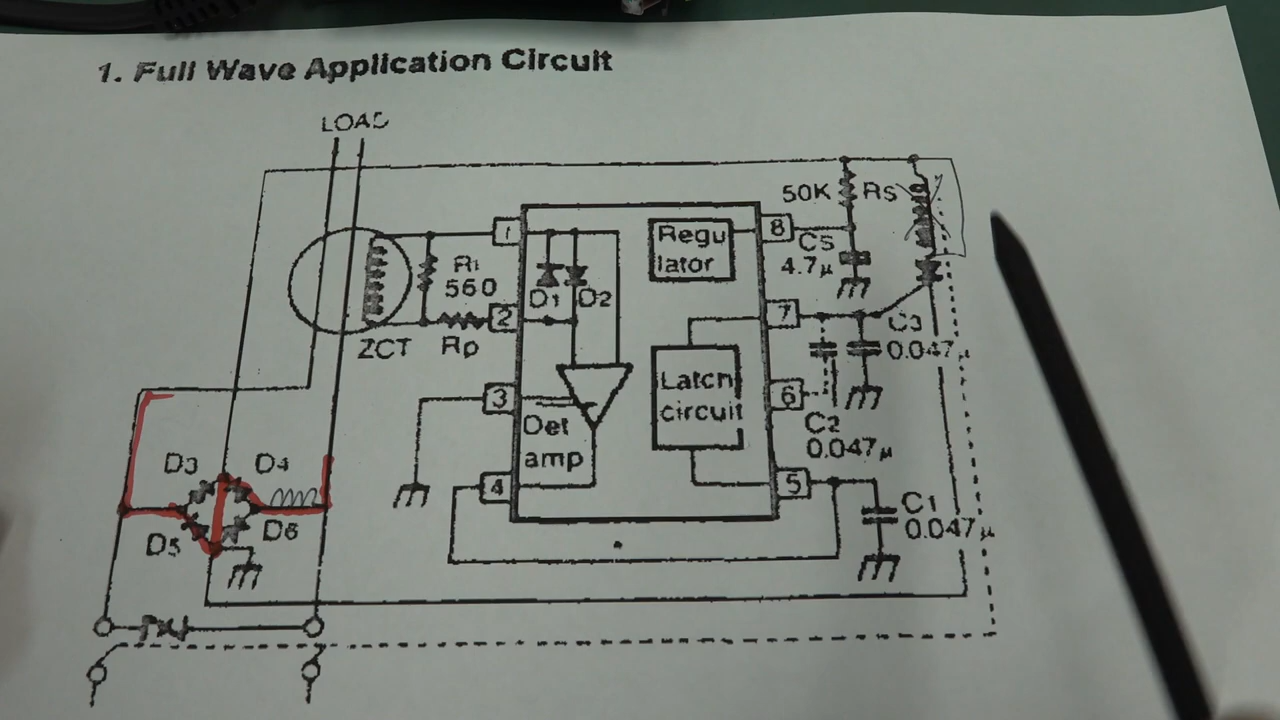 1. Full Wave Application Circuit
LOAD
50K
Rs
1
Regu
lator
8
C5
4.7μ
R1
560
D1
D2
2
7
C3
0.047μ
ZCT
Rp
3
Latch
circuit
6
Det
amp
C2
0.047μ
D3
D4
4
5
C1
0.047μ
D5
D6